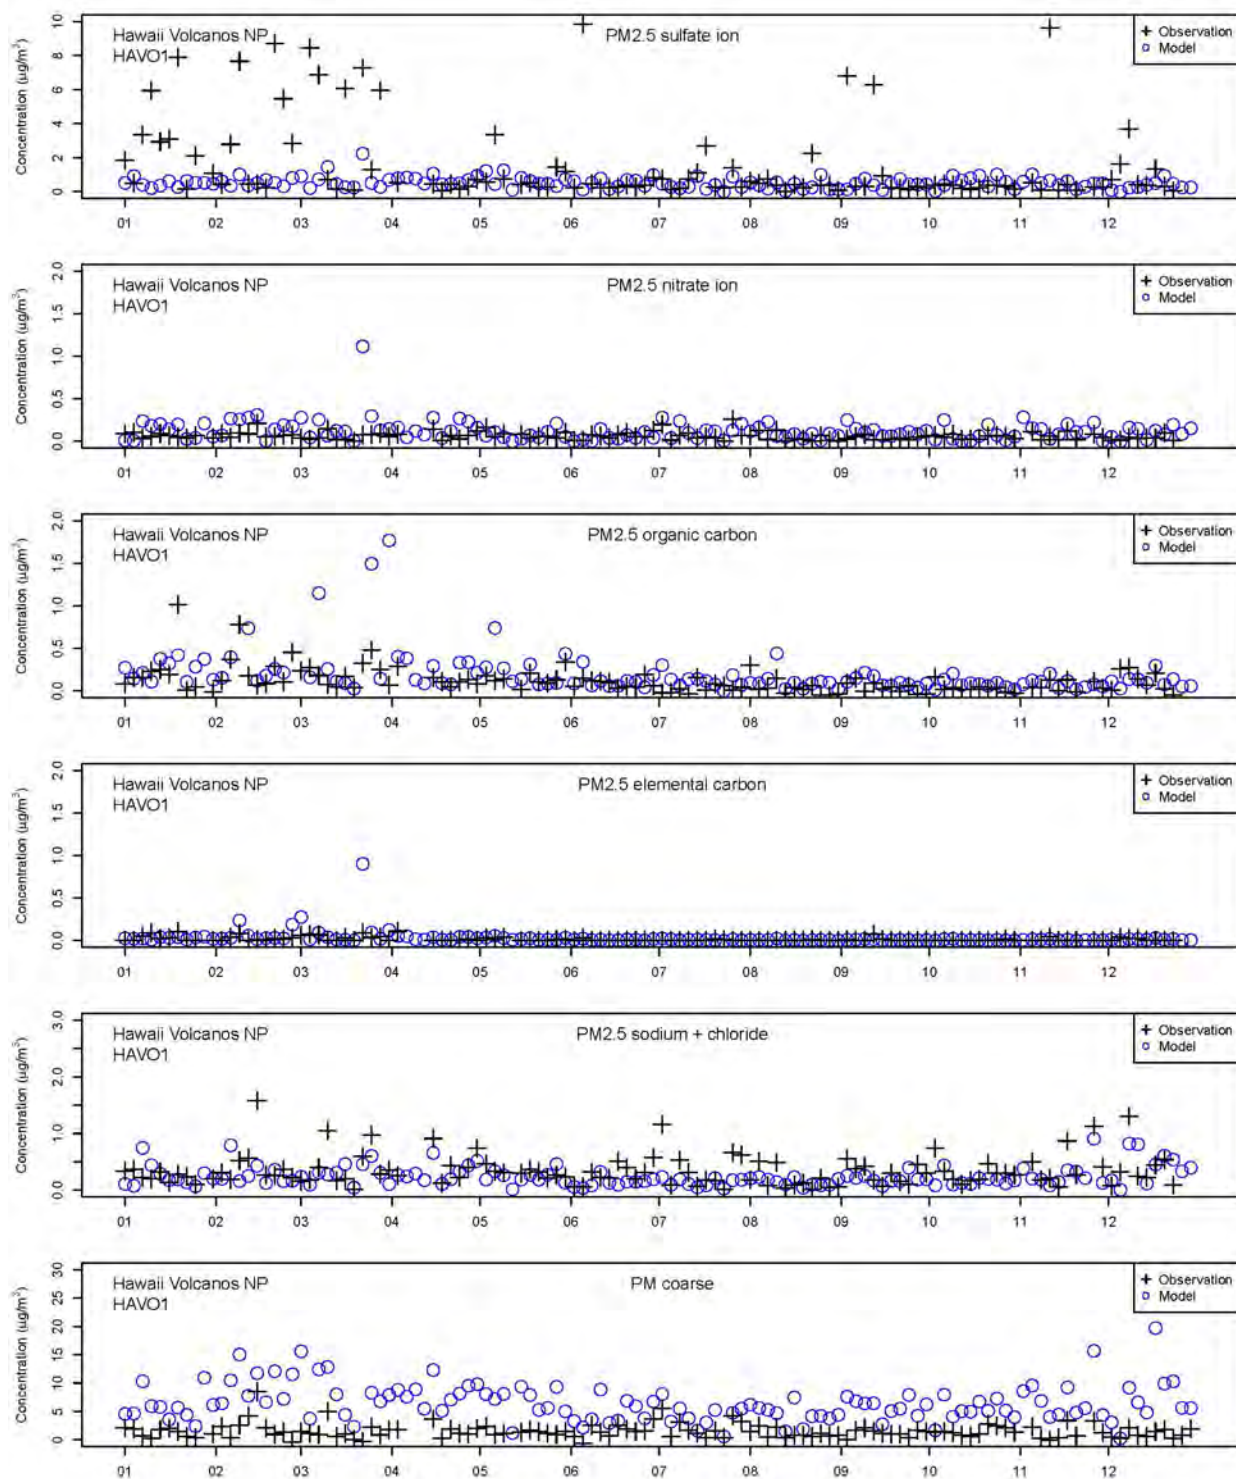 Hawaii Volcanos NP
HAVO1
PM2.5 sulfate ion
Observation
Model
Concentration (µg/m³)
10
8
6
4
2
0
01 02 03 04 05 06 07 08 09 10 11 12
Hawaii Volcanos NP
HAVO1
PM2.5 nitrate ion
Observation
Model
Concentration (µg/m³)
2.0
1.5
1.0
0.5
0.0
01 02 03 04 05 06 07 08 09 10 11 12
Hawaii Volcanos NP
HAVO1
PM2.5 organic carbon
Observation
Model
Concentration (µg/m³)
2.0
1.5
1.0
0.5
0.0
01 02 03 04 05 06 07 08 09 10 11 12
Hawaii Volcanos NP
HAVO1
PM2.5 elemental carbon
Observation
Model
Concentration (µg/m³)
2.0
1.5
1.0
0.5
0.0
01 02 03 04 05 06 07 08 09 10 11 12
Hawaii Volcanos NP
HAVO1
PM2.5 sodium + chloride
Observation
Model
Concentration (µg/m³)
3.0
2.0
1.0
0.0
01 02 03 04 05 06 07 08 09 10 11 12
Hawaii Volcanos NP
HAVO1
PM coarse
Observation
Model
Concentration (µg/m³)
30
25
20
15
10
5
0
01 02 03 04 05 06 07 08 09 10 11 12